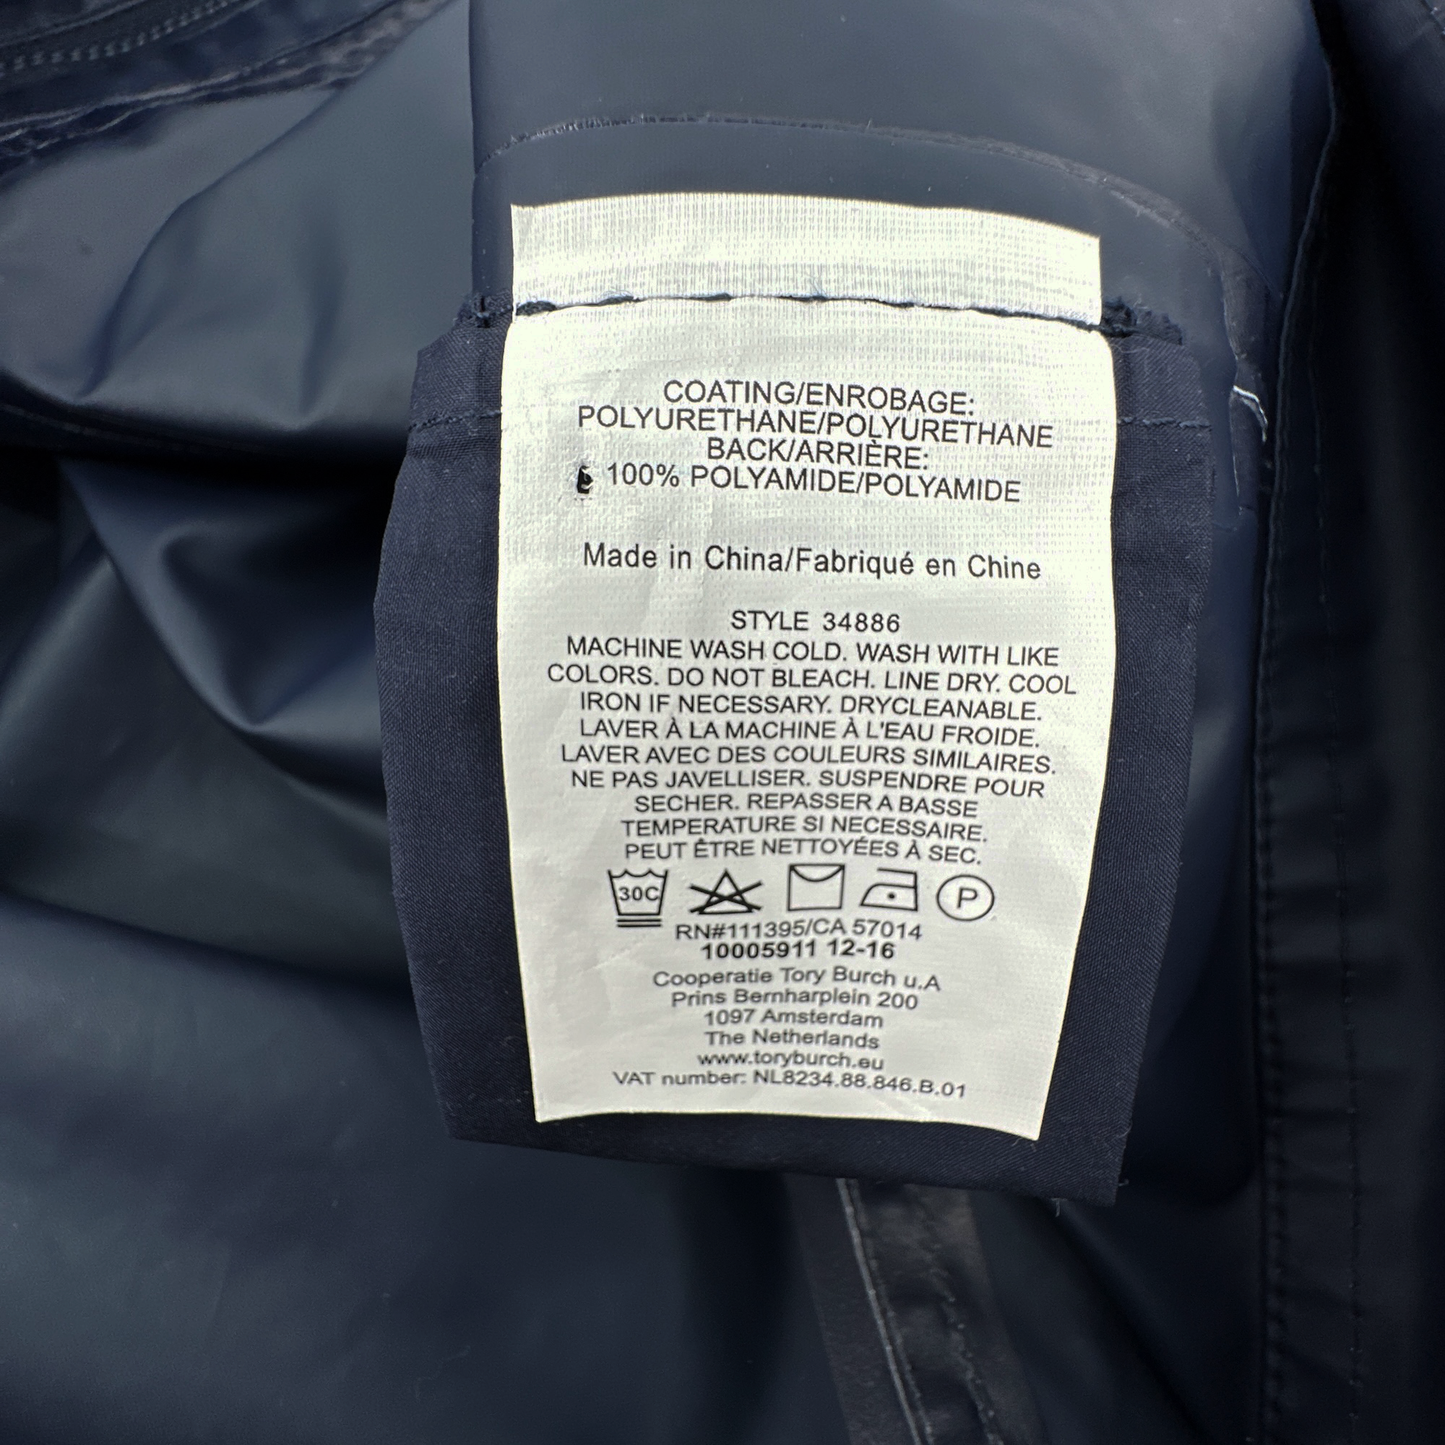 COATING/ENROBAGE:
POLYURETHANE/POLYURETHANE
BACK/ARRIÈRE:
100% POLYAMIDE/POLYAMIDE
Made in China/Fabriqué en Chine
STYLE 34886
MACHINE WASH COLD. WASH WITH LIKE
COLORS. DO NOT BLEACH. LINE DRY. COOL
IRON IF NECESSARY. DRYCLEANABLE.
LAVER À LA MACHINE À L'EAU FROIDE.
LAVER AVEC DES COULEURS SIMILAIRES.
NE PAS JAVELLISER. SUSPENDRE POUR
SECHER. REPASSER A BASSE
TEMPERATURE SI NECESSAIRE.
PEUT ÊTRE NETTOYÉES À SEC.
30C P
RN#111395/CA 57014
10005911 12-16
Cooperatie Tory Burch u.A
Prins Bernharplein 200
1097 Amsterdam
The Netherlands
www.toryburch.eu
VAT number: NL8234.88.846.B.01